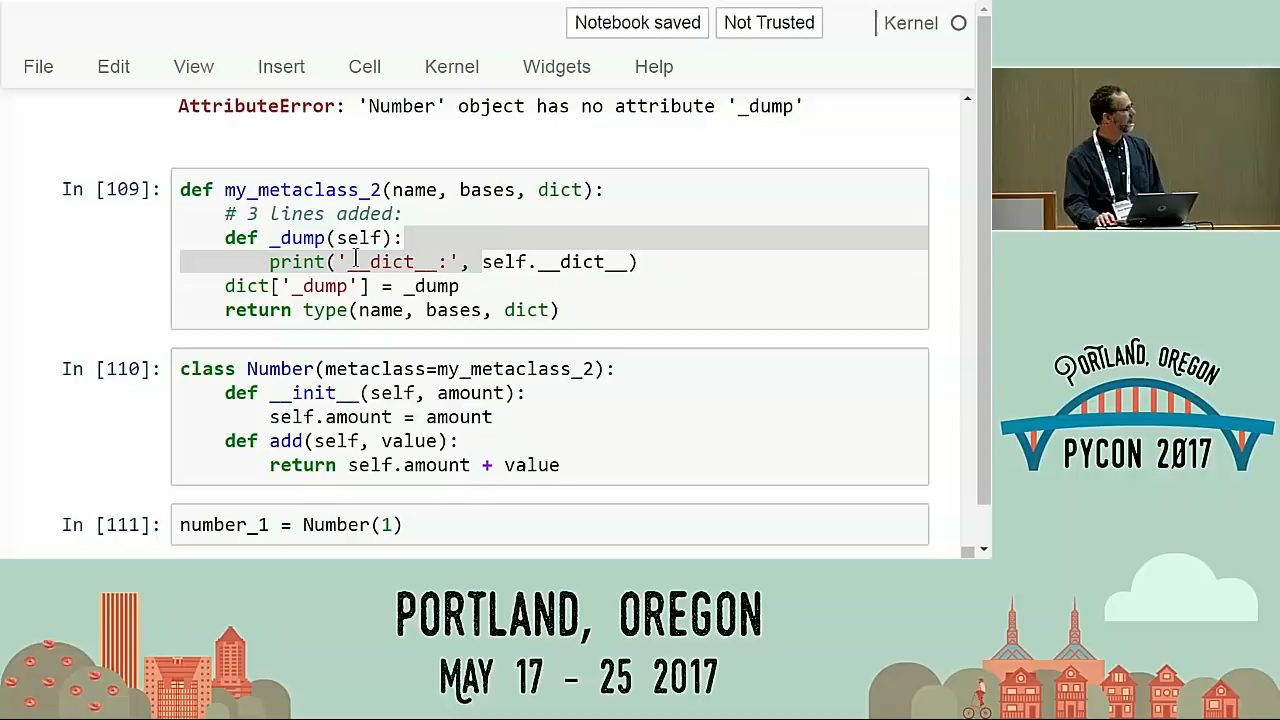 Notebook saved
Not Trusted
Kernel
File Edit View Insert Cell Kernel Widgets Help
AttributeError: 'Number' object has no attribute '_dump'
In [109]:
def my_metaclass_2(name, bases, dict):
    # 3 lines added:
    def _dump(self):
        print('__dict__:', self.__dict__)
    dict['_dump'] = _dump
    return type(name, bases, dict)
In [110]:
class Number(metaclass=my_metaclass_2):
    def __init__(self, amount):
        self.amount = amount
    def add(self, value):
        return self.amount + value
In [111]:
number_1 = Number(1)
PORTLAND, OREGON
PYCON 2017
PORTLAND, OREGON
MAY 17 - 25 2017